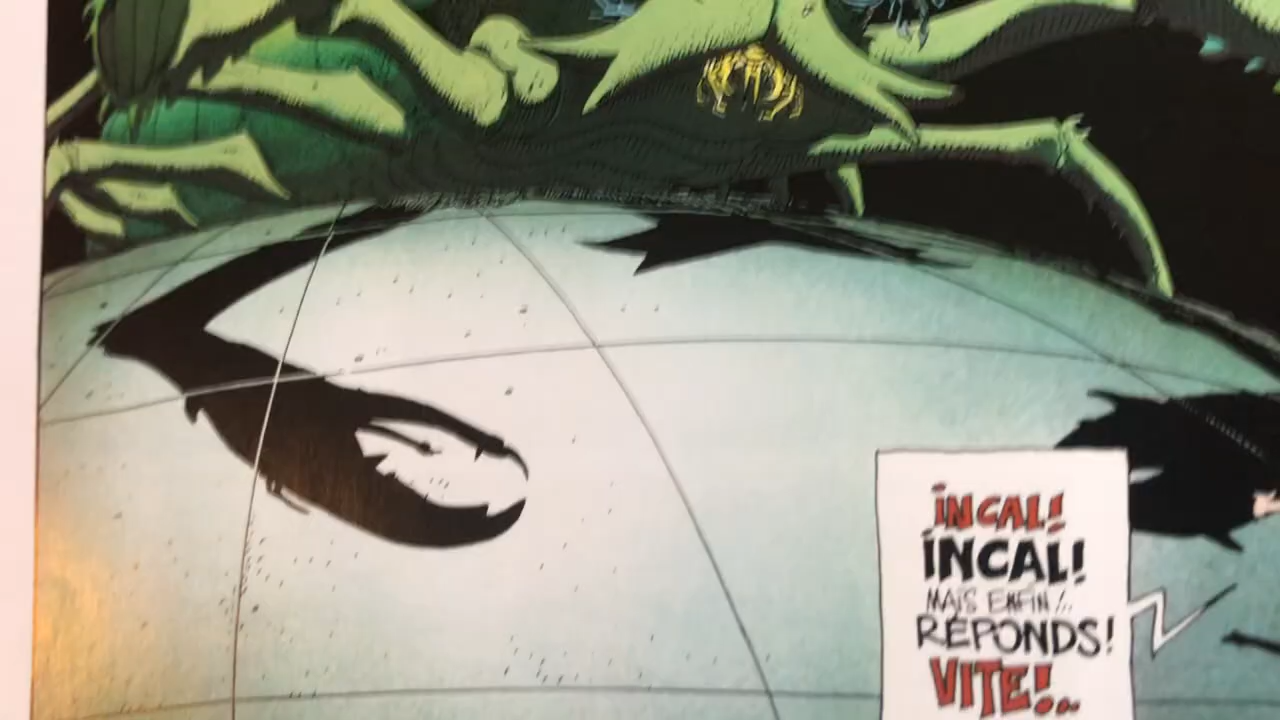 INCAL!
INCAL!
MAIS ENFIN!..
RÉPONDS!
VITE!..